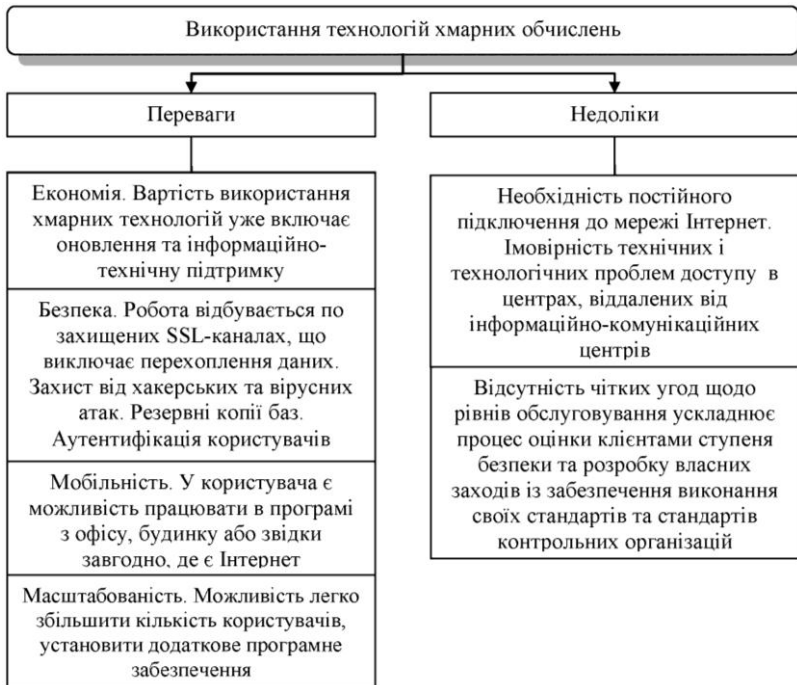 Використання технологій хмарних обчислень
Переваги
Економія. Вартість використання
хмарних технологій уже включає
оновлення та інформаційно-
технічну підтримку
Безпека. Робота відбувається по
захищених SSL-каналах, що
виключає перехоплення даних.
Захист від хакерських та вірусних
атак. Резервні копії баз.
Аутентифікація користувачів
Мобільність. У користувача є
можливість працювати в програмі
з офісу, будинку або звідки
завгодно, де є Інтернет
Масштабованість. Можливість легко
збільшити кількість користувачів,
установити додаткове програмне
забезпечення
Недоліки
Необхідність постійного
підключення до мережі Інтернет.
Імовірність технічних і
технологічних проблем доступу в
центрах, віддалених від
інформаційно-комунікаційних
центрів
Відсутність чітких угод щодо
рівнів обслуговування ускладнює
процес оцінки клієнтами ступеня
безпеки та розробку власних
заходів із забезпечення виконання
своїх стандартів та стандартів
контрольних організацій